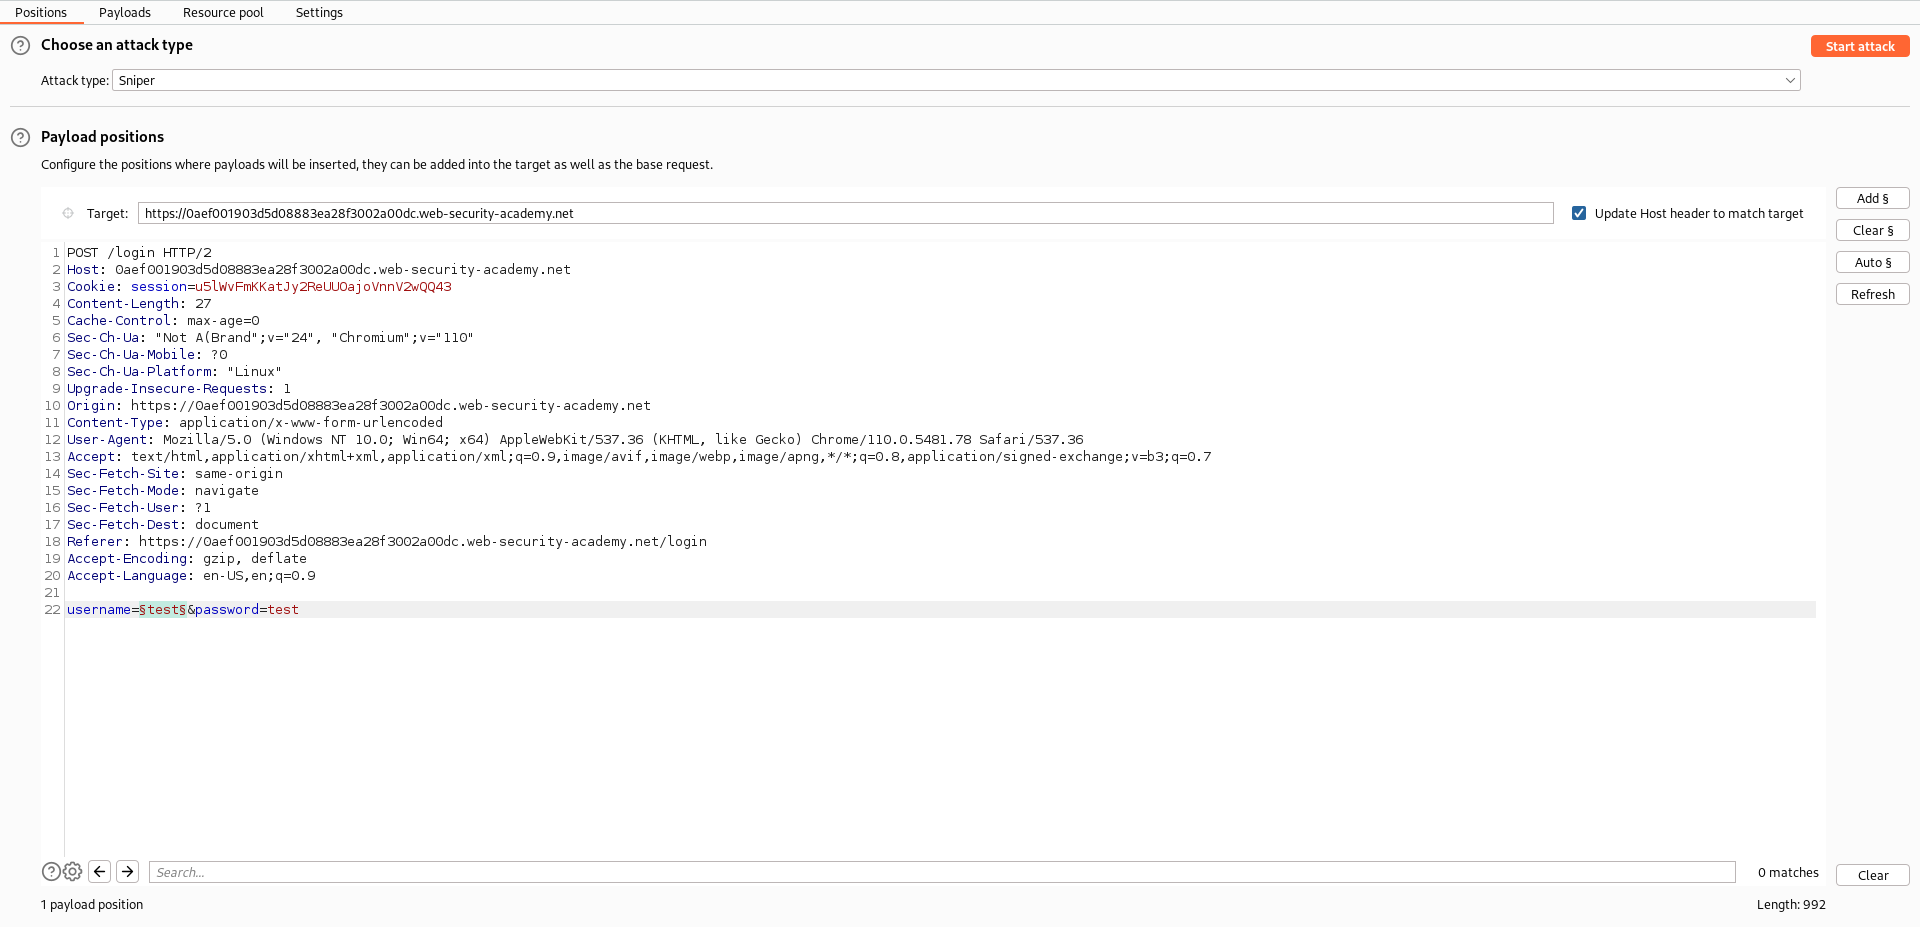 Positions Payloads Resource pool Settings
Choose an attack type
Start attack
Attack type: Sniper
Payload positions
Configure the positions where payloads will be inserted, they can be added into the target as well as the base request.
Target: https://0aef001903d5d08883ea28f3002a00dc.web-security-academy.net Update Host header to match target
Add §
Clear §
Auto §
Refresh
1 POST /login HTTP/2
2 Host: 0aef001903d5d08883ea28f3002a00dc.web-security-academy.net
3 Cookie: session=u5lWvFmKKatJy2ReUUOajoVnnV2wQQ43
4 Content-Length: 27
5 Cache-Control: max-age=0
6 Sec-Ch-Ua: "Not A(Brand";v="24", "Chromium";v="110"
7 Sec-Ch-Ua-Mobile: ?0
8 Sec-Ch-Ua-Platform: "Linux"
9 Upgrade-Insecure-Requests: 1
10 Origin: https://0aef001903d5d08883ea28f3002a00dc.web-security-academy.net
11 Content-Type: application/x-www-form-urlencoded
12 User-Agent: Mozilla/5.0 (Windows NT 10.0; Win64; x64) AppleWebKit/537.36 (KHTML, like Gecko) Chrome/110.0.5481.78 Safari/537.36
13 Accept: text/html,application/xhtml+xml,application/xml;q=0.9,image/avif,image/webp,image/apng,*/*;q=0.8,application/signed-exchange;v=b3;q=0.7
14 Sec-Fetch-Site: same-origin
15 Sec-Fetch-Mode: navigate
16 Sec-Fetch-User: ?1
17 Sec-Fetch-Dest: document
18 Referer: https://0aef001903d5d08883ea28f3002a00dc.web-security-academy.net/login
19 Accept-Encoding: gzip, deflate
20 Accept-Language: en-US,en;q=0.9
21
22 username=§test§&password=test
Search... 0 matches
Clear
1 payload position Length: 992